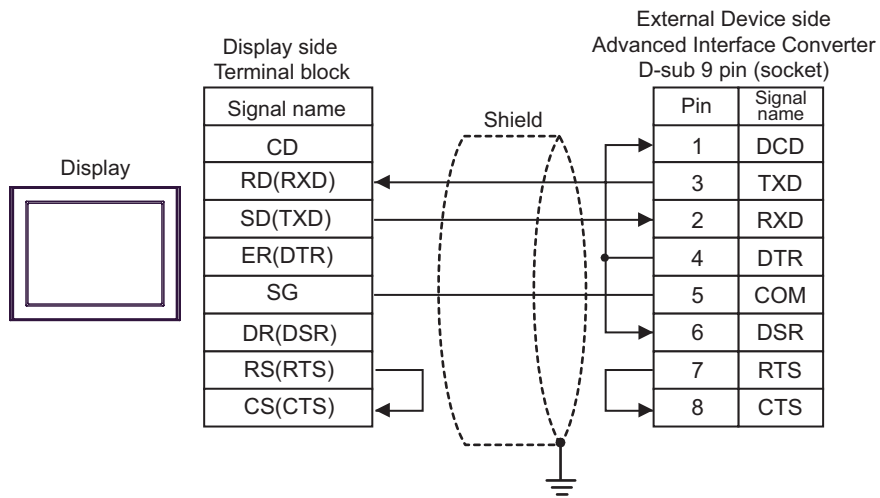 External Device side
Advanced Interface Converter
D-sub 9 pin (socket)
Display side
Terminal block
Display
Shield
Signal name
CD
RD(RXD)
SD(TXD)
ER(DTR)
SG
DR(DSR)
RS(RTS)
CS(CTS)
Pin Signal name
1 DCD
3 TXD
2 RXD
4 DTR
5 COM
6 DSR
7 RTS
8 CTS